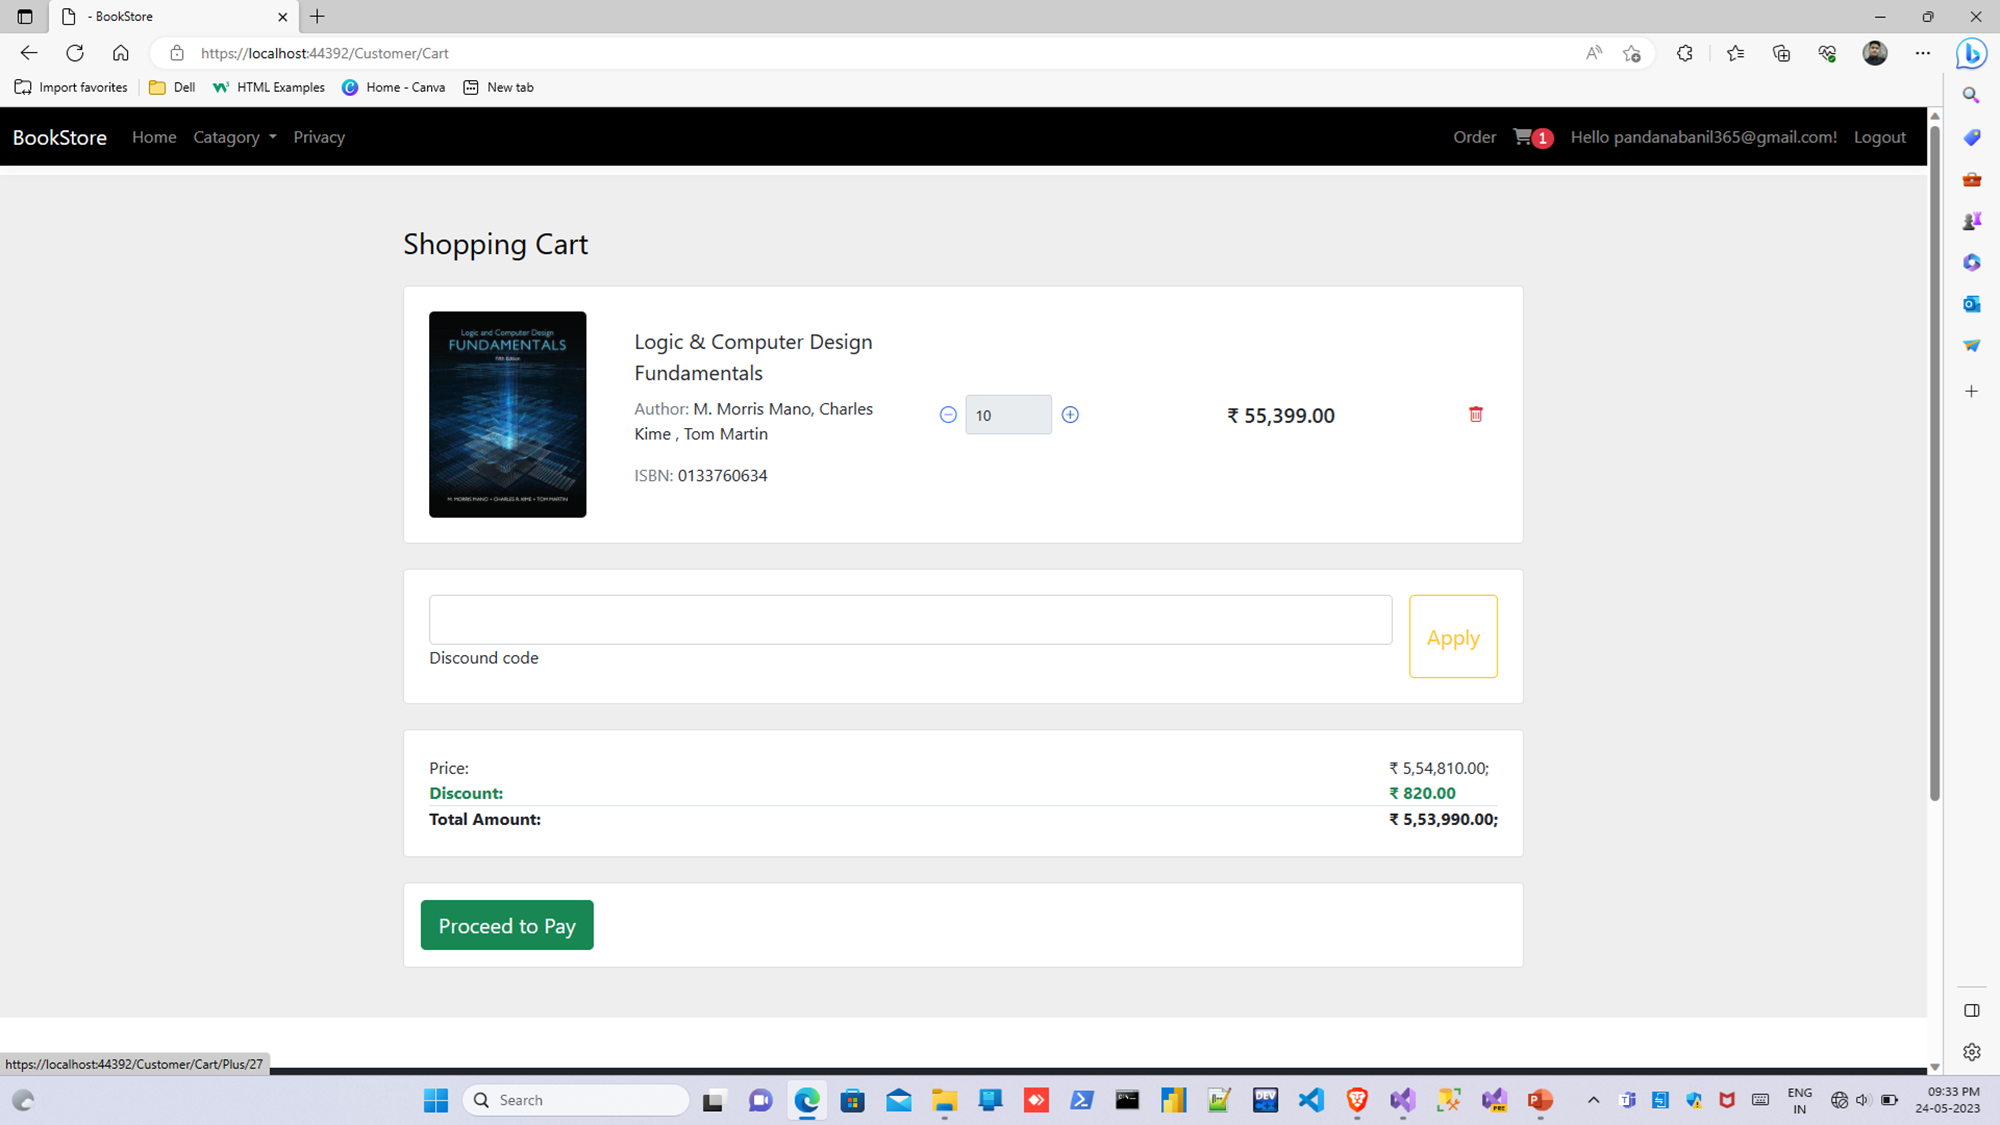 - BookStore
https://localhost:44392/Customer/Cart
Import favorites Dell HTML Examples Home - Canva New tab
BookStore Home Catagory Privacy Order 1 Hello pandanabanil365@gmail.com! Logout
Shopping Cart
Logic and Computer Design
FUNDAMENTALS
Fifth Edition
M. MORRIS MANO • CHARLES R. KIME • TOM MARTIN
Logic & Computer Design
Fundamentals
Author: M. Morris Mano, Charles
Kime , Tom Martin
ISBN: 0133760634
10
₹ 55,399.00
Discound code
Apply
Price: ₹ 5,54,810.00;
Discount: ₹ 820.00
Total Amount: ₹ 5,53,990.00;
Proceed to Pay
https://localhost:44392/Customer/Cart/Plus/27
Search
DEV
PRE
ENG
IN
09:33 PM
24-05-2023